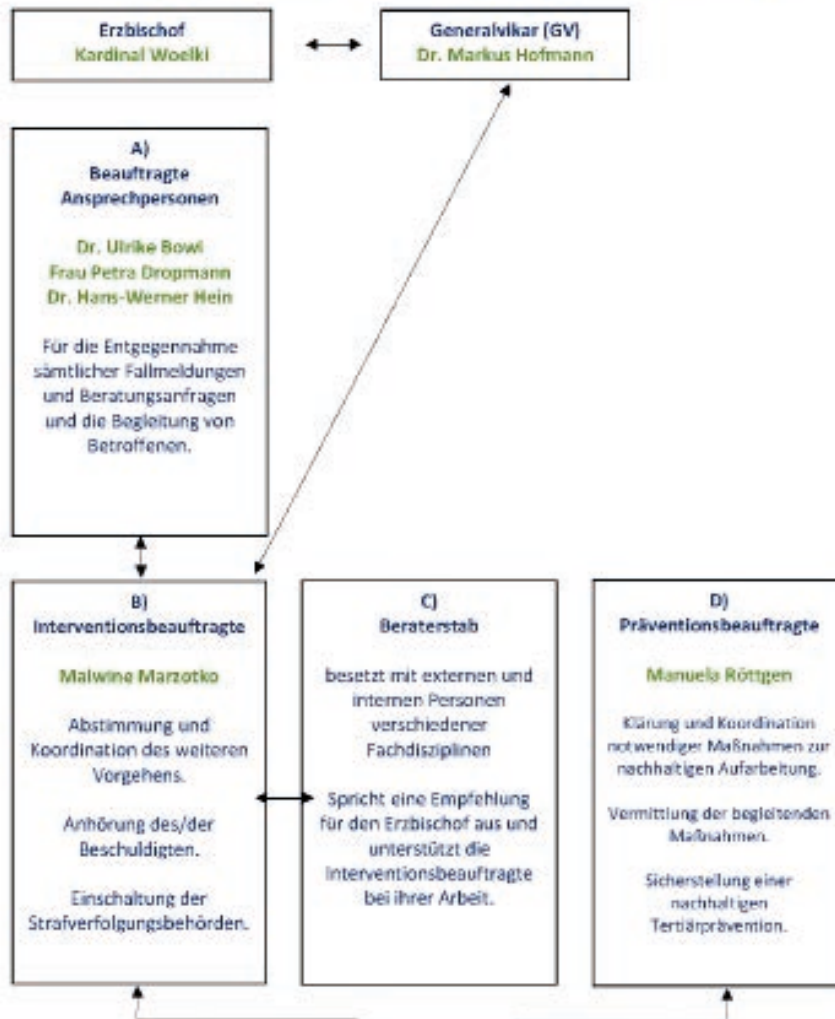 Erzbischof
Kardinal Woelki
Generalvikar (GV)
Dr. Markus Hofmann
A)
Beauftragte
Ansprechpersonen
Dr. Ulrike Bowi
Frau Petra Dropmann
Dr. Hans-Werner Hein
Für die Entgegennahme
sämtlicher Fallmeldungen
und Beratungsanfragen
und die Begleitung von
Betroffenen.
B)
Interventionsbeauftragte
Malwine Marzotko
Abstimmung und
Koordination des weiteren
Vorgehens.
Anhörung des/der
Beschuldigten.
Einschaltung der
Strafverfolgungsbehörden.
C)
Beraterstab
besetzt mit externen und
internen Personen
verschiedener
Fachdisziplinen
Spricht eine Empfehlung
für den Erzbischof aus und
unterstützt die
Interventionsbeauftragte
bei ihrer Arbeit.
D)
Präventionsbeauftragte
Manuela Röttgen
Klärung und Koordination
notwendiger Maßnahmen zur
nachhaltigen Aufarbeitung.
Vermittlung der begleitenden
Maßnahmen.
Sicherstellung einer
nachhaltigen
Tertiärprävention.